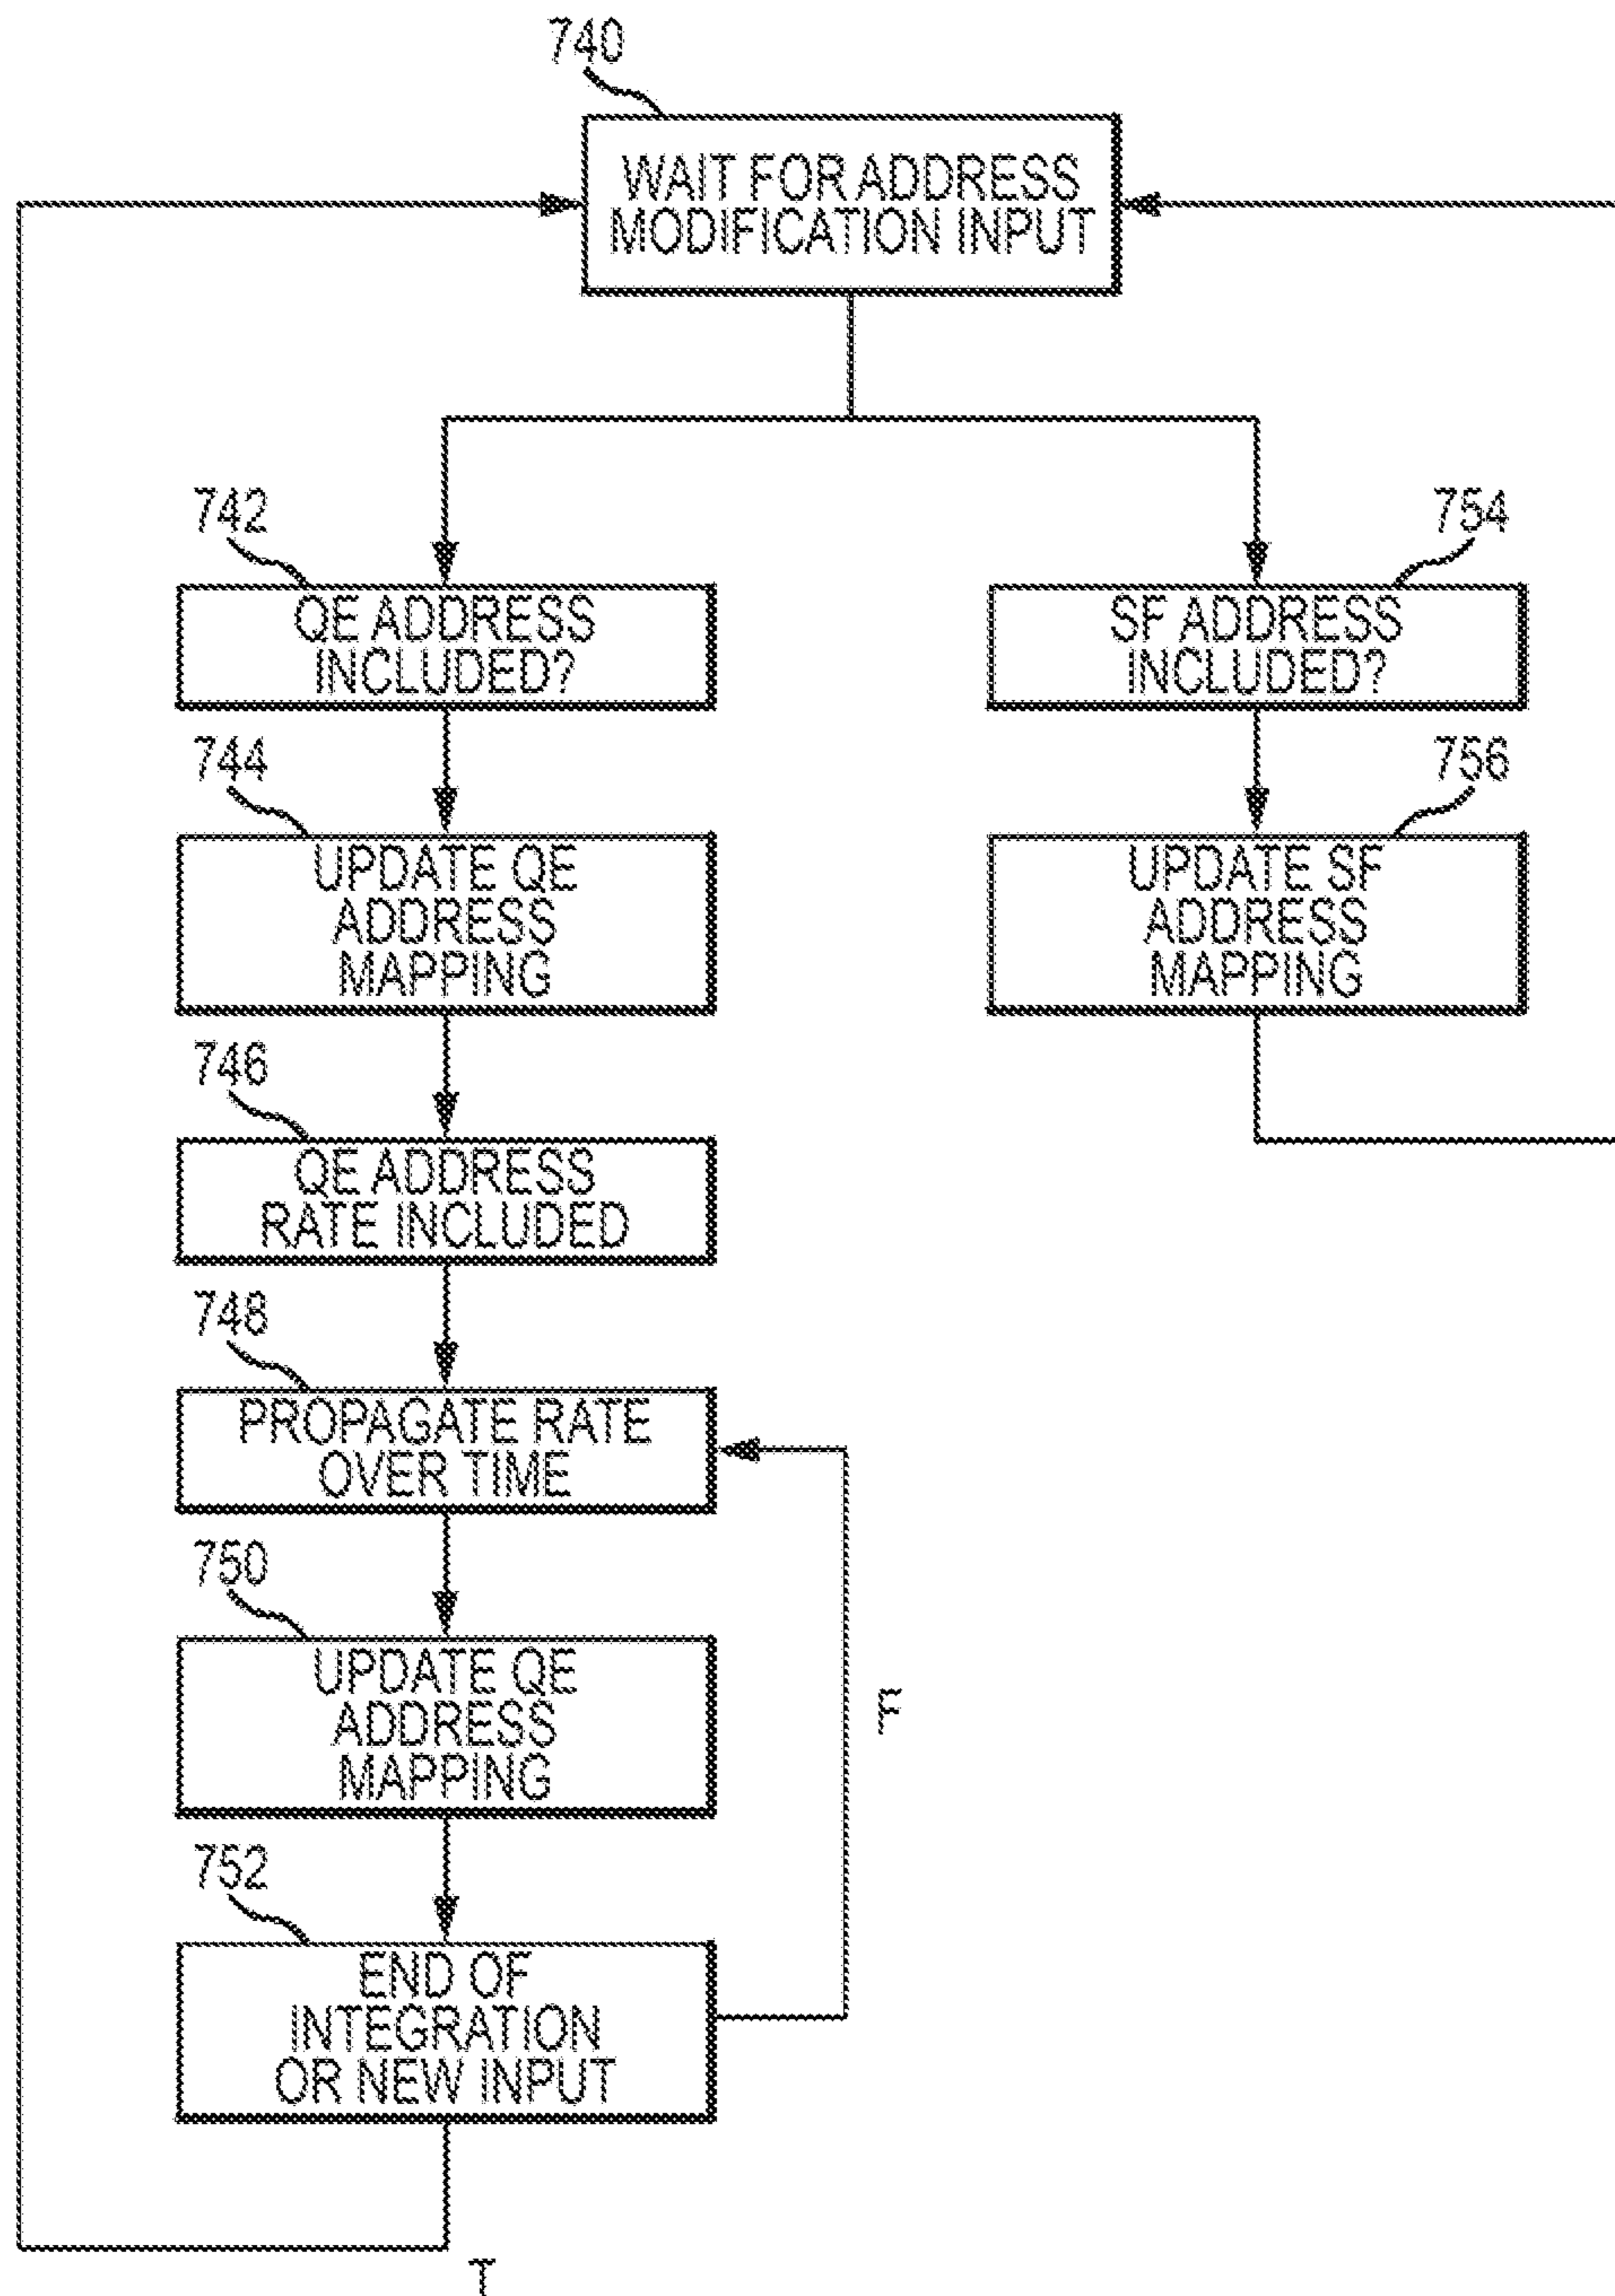 740
WAIT FOR ADDRESS
MODIFICATION INPUT
742
QE ADDRESS
INCLUDED?
754
SF ADDRESS
INCLUDED?
744
UPDATE QE
ADDRESS
MAPPING
756
UPDATE SF
ADDRESS
MAPPING
746
QE ADDRESS
RATE INCLUDED
748
PROPAGATE RATE
OVER TIME
750
UPDATE QE
ADDRESS
MAPPING
F
752
END OF
INTEGRATION
OR NEW INPUT
T